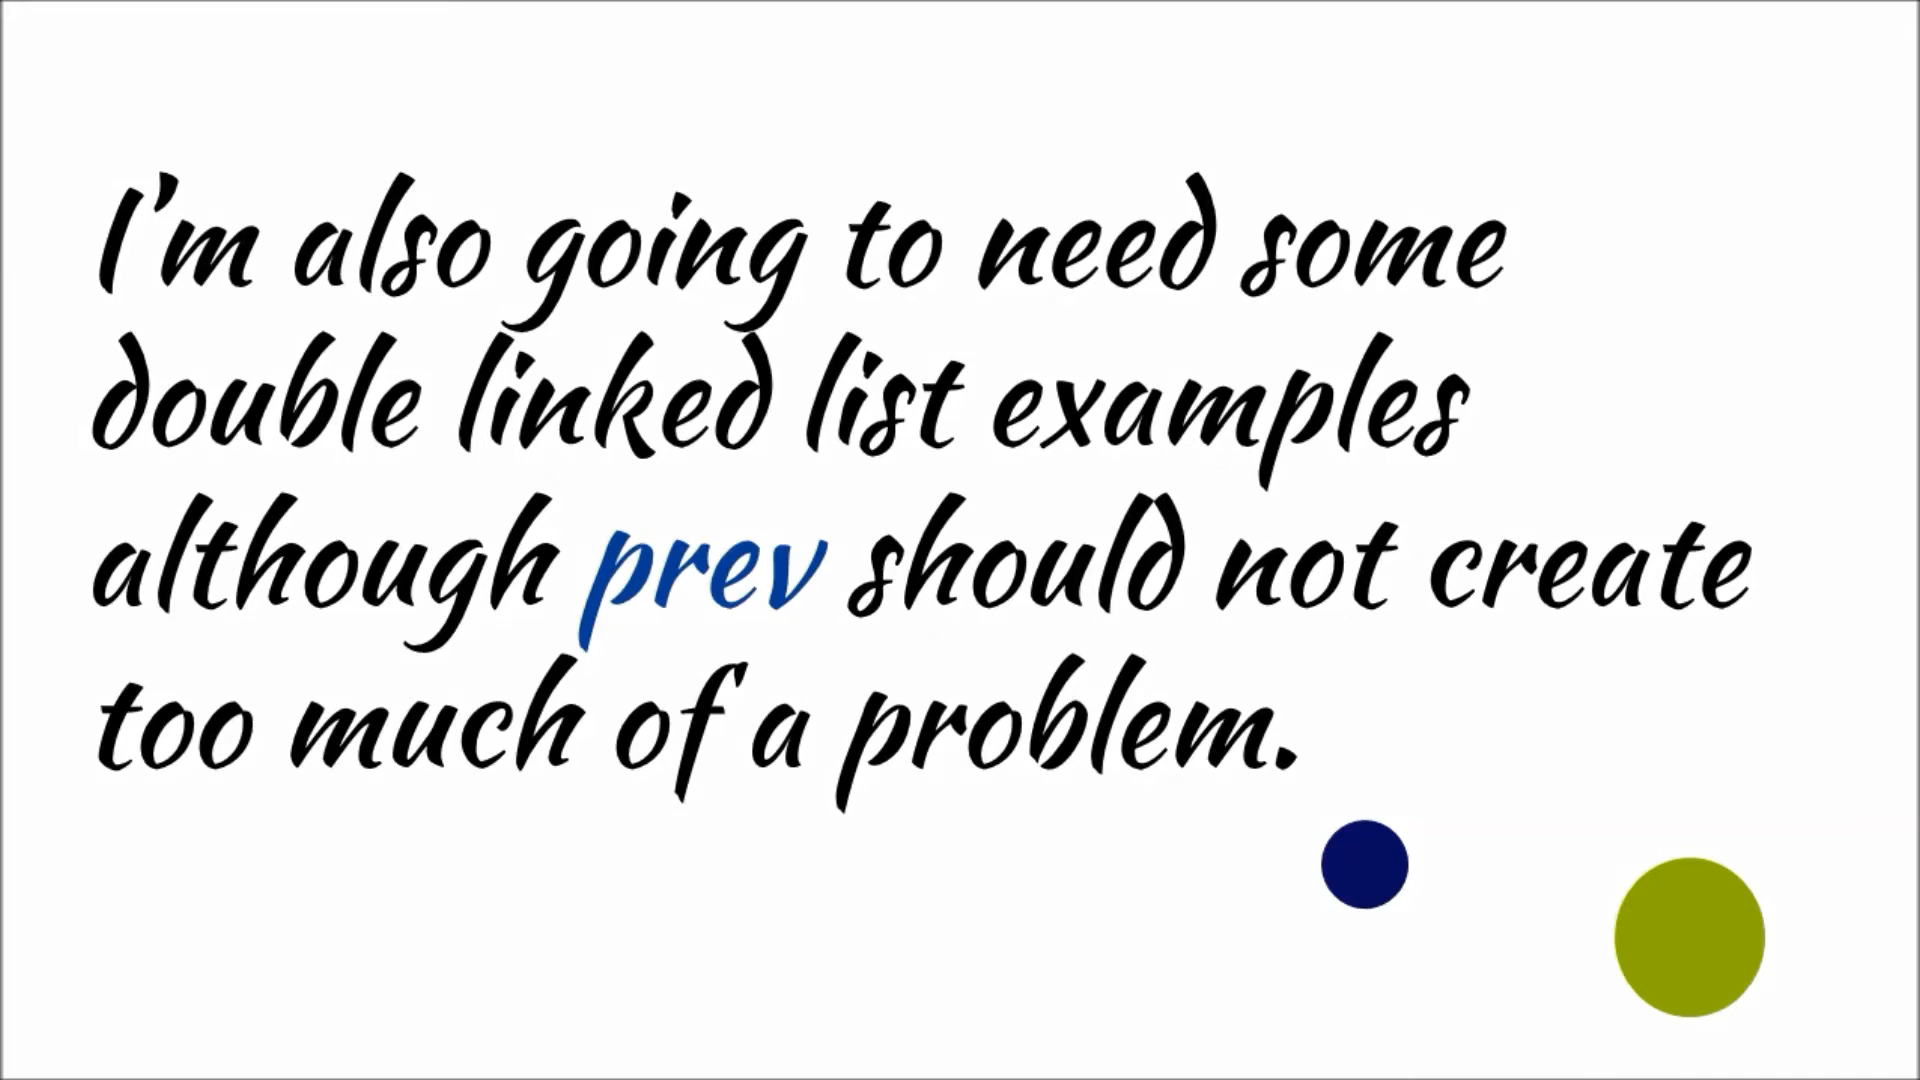 I'm also going to need some
double linked list examples
although prev should not create
too much of a problem.